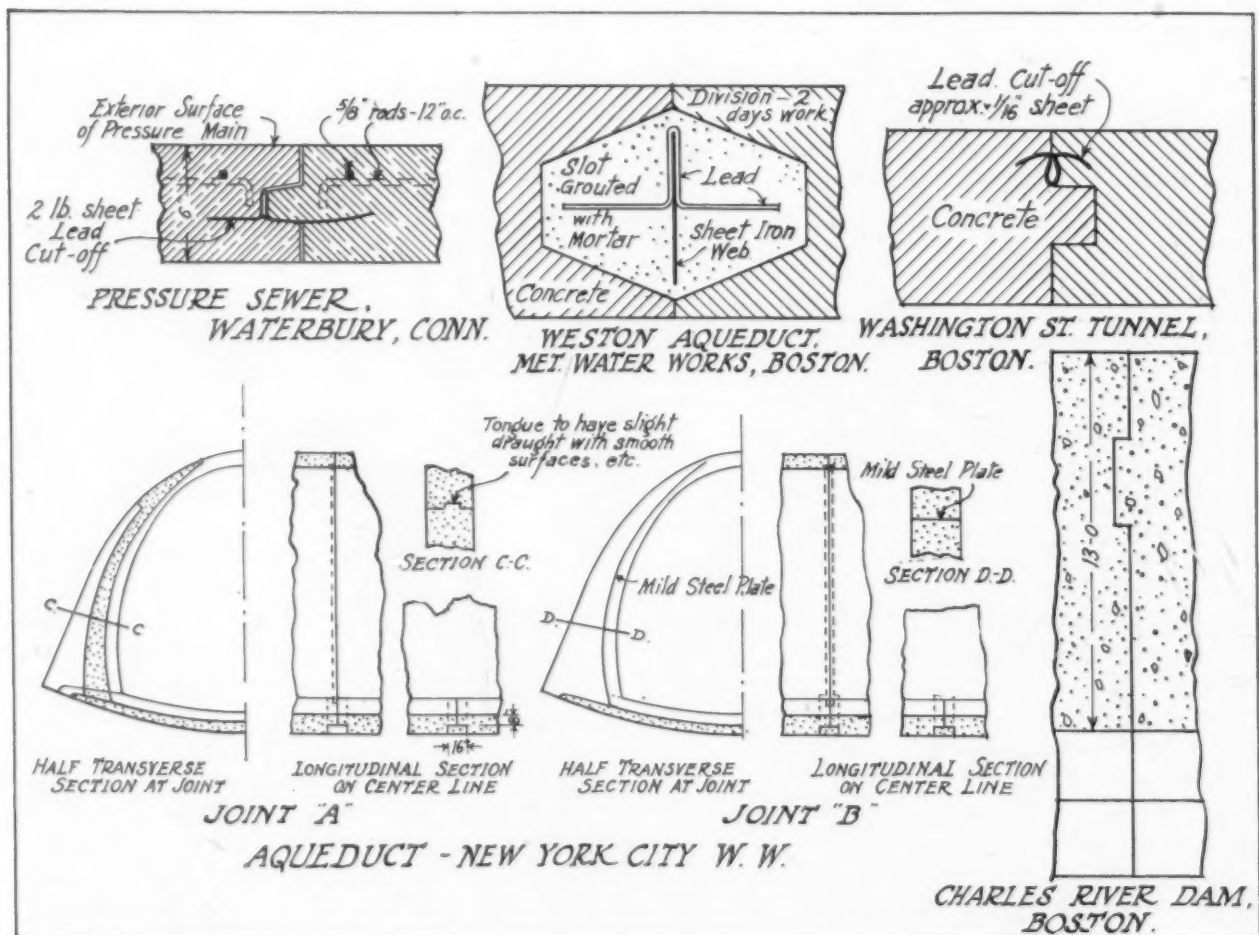 Exterior Surface
of Pressure Main
5/8" rods-12" o.c.
6"
2 lb. sheet
Lead
Cut-off
PRESSURE SEWER,
WATERBURY, CONN.
Division - 2
days work
Slot
Grouted
with
Mortar
Lead
Sheet Iron
Web.
Concrete
WESTON AQUEDUCT.
MET. WATER WORKS, BOSTON.
Lead Cut-off
approx. 1/16" sheet
Concrete
WASHINGTON ST. TUNNEL,
BOSTON.
Tongue to have slight
draught with smooth
surfaces, etc.
C.
C
SECTION C.-C.
16"
HALF TRANSVERSE
SECTION AT JOINT
LONGITUDINAL SECTION
ON CENTER LINE
JOINT "A"
Mild Steel Plate
D.
D.
Mild Steel Plate
SECTION D.-D.
HALF TRANSVERSE
SECTION AT JOINT
LONGITUDINAL SECTION
ON CENTER LINE
JOINT "B"
AQUEDUCT - NEW YORK CITY W. W.
13-0
CHARLES RIVER DAM,
BOSTON.